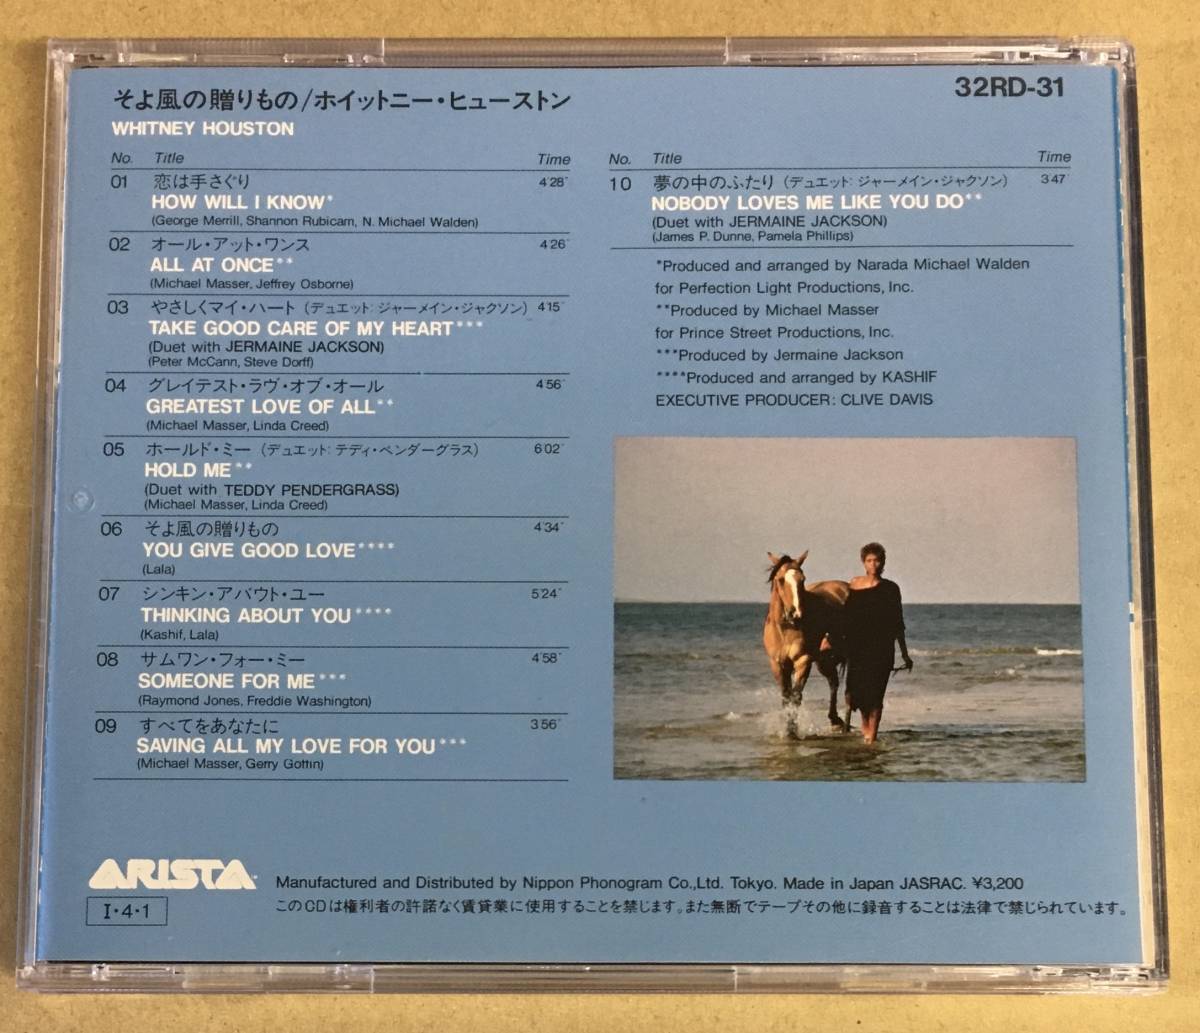 そよ風の贈りもの/ホイットニー・ヒューストン
WHITNEY HOUSTON
32RD-31
No. Title Time
01 恋は手さぐり 4'28"
HOW WILL I KNOW*
(George Merrill, Shannon Rubicam, N. Michael Walden)
02 オール・アット・ワンス 4'26"
ALL AT ONCE**
(Michael Masser, Jeffrey Osborne)
03 やさしくマイ・ハート (デュエット:ジャーメイン・ジャクソン) 4'15"
TAKE GOOD CARE OF MY HEART***
(Duet with JERMAINE JACKSON)
(Peter McCann, Steve Dorff)
04 グレイテスト・ラヴ・オブ・オール 4'56"
GREATEST LOVE OF ALL**
(Michael Masser, Linda Creed)
05 ホールド・ミー (デュエット:テディ・ペンダーグラス) 6'02"
HOLD ME**
(Duet with TEDDY PENDERGRASS)
(Michael Masser, Linda Creed)
06 そよ風の贈りもの 4'34"
YOU GIVE GOOD LOVE****
(Lala)
07 シンキン・アバウト・ユー 5'24"
THINKING ABOUT YOU****
(Kashif, Lala)
08 サムワン・フォー・ミー 4'58"
SOMEONE FOR ME***
(Raymond Jones, Freddie Washington)
09 すべてをあなたに 3'56"
SAVING ALL MY LOVE FOR YOU***
(Michael Masser, Gerry Goffin)
No. Title Time
10 夢の中のふたり (デュエット:ジャーメイン・ジャクソン) 3'47"
NOBODY LOVES ME LIKE YOU DO**
(Duet with JERMAINE JACKSON)
(James P. Dunne, Pamela Phillips)
*Produced and arranged by Narada Michael Walden
for Perfection Light Productions, Inc.
**Produced by Michael Masser
for Prince Street Productions, Inc.
***Produced by Jermaine Jackson
****Produced and arranged by KASHIF
EXECUTIVE PRODUCER: CLIVE DAVIS
ARISTA
I・4・1
Manufactured and Distributed by Nippon Phonogram Co.,Ltd. Tokyo. Made in Japan JASRAC. ¥3,200
このCDは権利者の許諾なく賃貸業に使用することを禁じます。また無断でテープその他に録音することは法律で禁じられています。